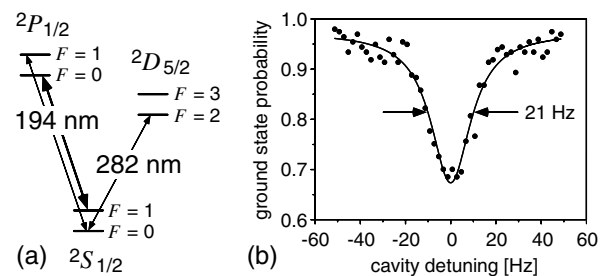 ²P₁/₂
F = 1
F = 0
²D₅/₂
F = 3
F = 2
194 nm
282 nm
F = 1
F = 0
²S₁/₂
(a)
ground state probability
1.0
0.9
0.8
0.7
0.6
21 Hz
-60 -40 -20 0 20 40 60
cavity detuning [Hz]
(b)